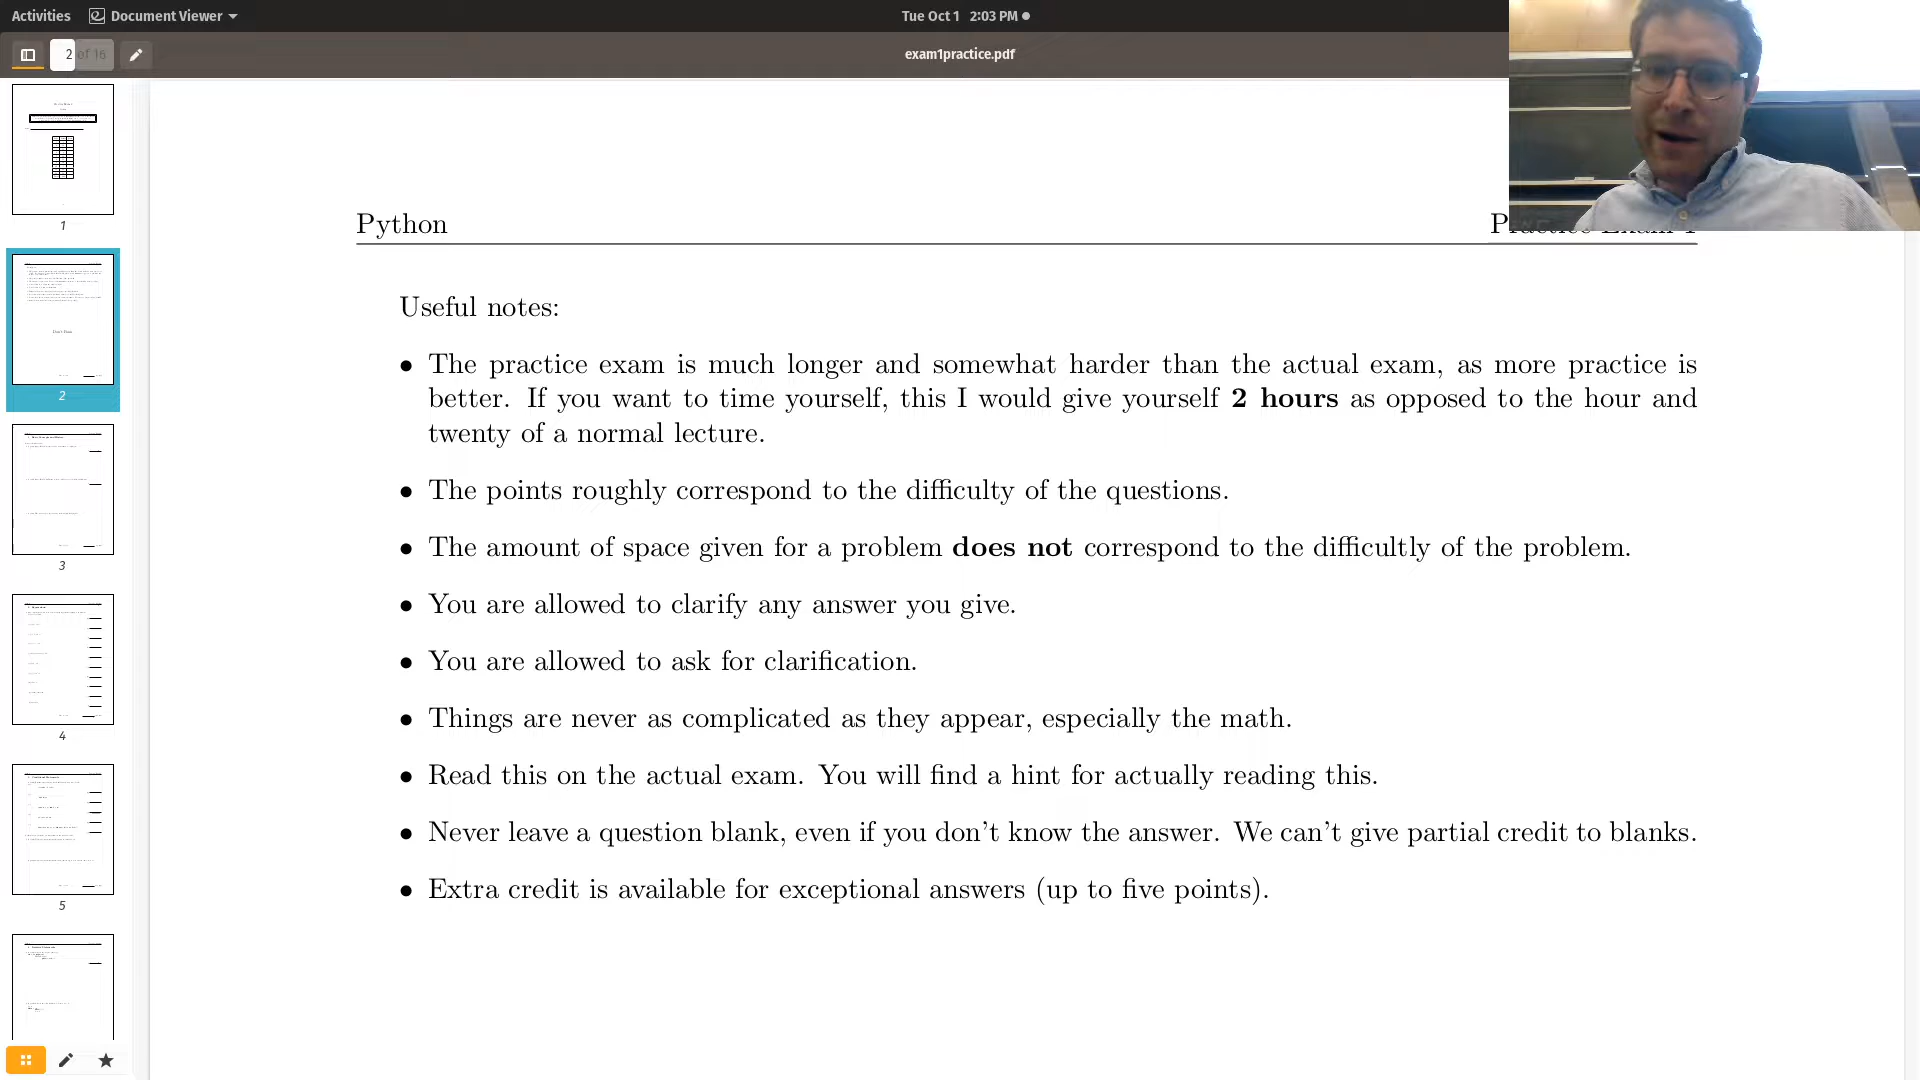 Activities Document Viewer Tue Oct 1 2:03 PM
2 of 16 exam1practice.pdf
1
2
3
4
5
Python
Useful notes:
• The practice exam is much longer and somewhat harder than the actual exam, as more practice is
better. If you want to time yourself, this I would give yourself 2 hours as opposed to the hour and
twenty of a normal lecture.
• The points roughly correspond to the difficulty of the questions.
• The amount of space given for a problem does not correspond to the difficultly of the problem.
• You are allowed to clarify any answer you give.
• You are allowed to ask for clarification.
• Things are never as complicated as they appear, especially the math.
• Read this on the actual exam. You will find a hint for actually reading this.
• Never leave a question blank, even if you don't know the answer. We can't give partial credit to blanks.
• Extra credit is available for exceptional answers (up to five points).